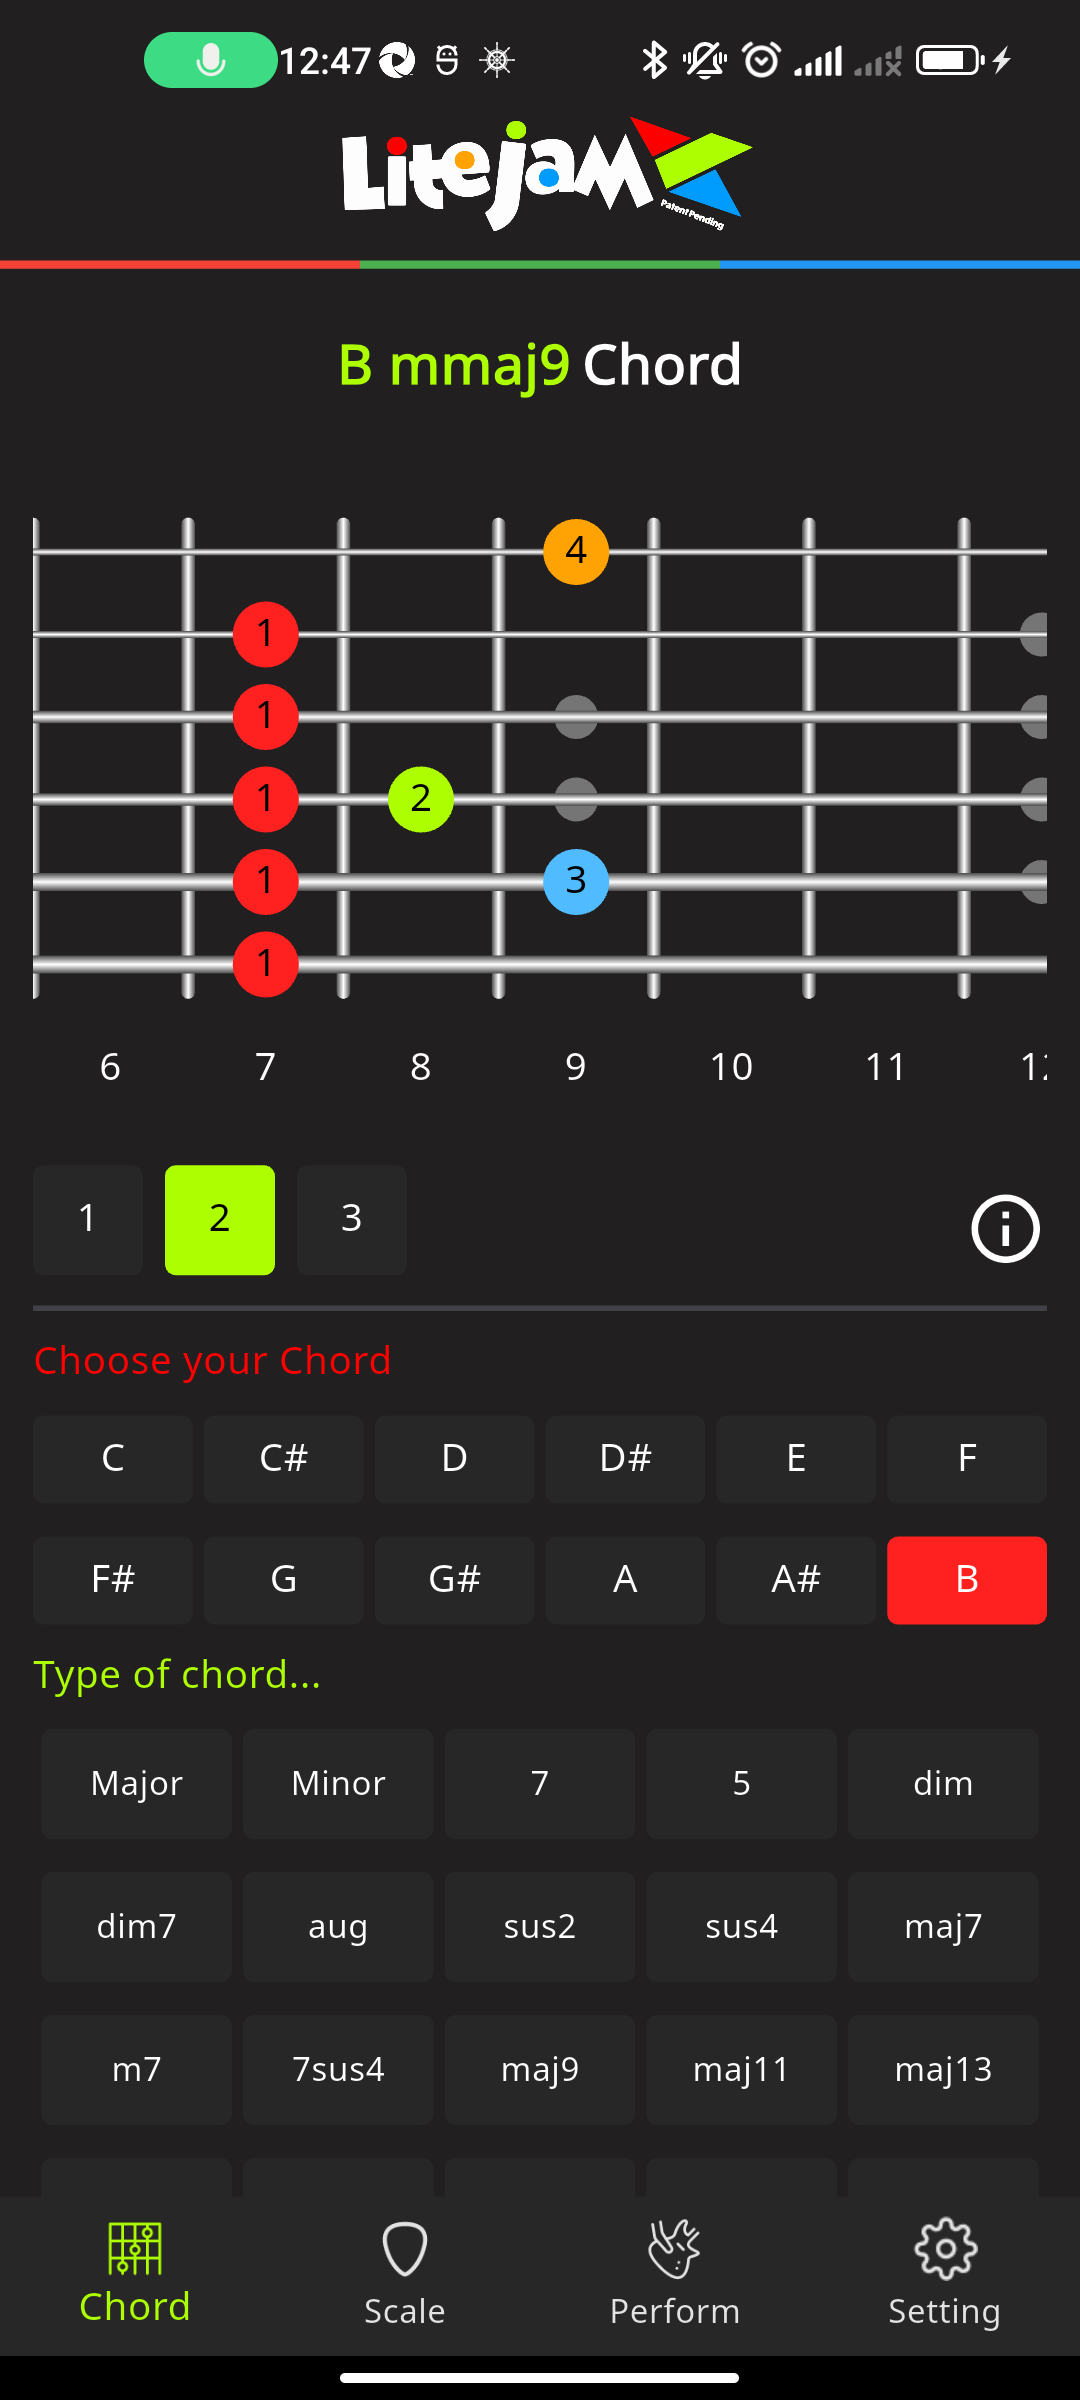 12:47
Litejam
Patent Pending
B mmaj9 Chord
4
1
1
1 2
1 3
1
6 7 8 9 10 11
1 2 3
Choose your Chord
C C# D D# E F
F# G G# A A# B
Type of chord...
Major Minor 7 5 dim
dim7 aug sus2 sus4 maj7
m7 7sus4 maj9 maj11 maj13
Chord Scale Perform Setting